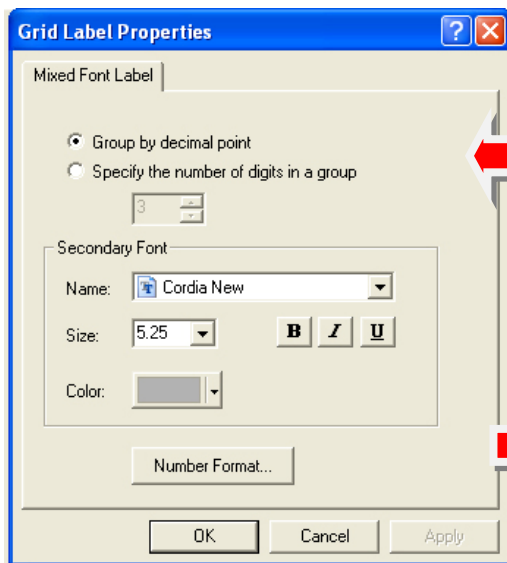 Grid Label Properties
Mixed Font Label
Group by decimal point
Specify the number of digits in a group
3
Secondary Font
Name: Cordia New
Size: 5.25 B I U
Color:
Number Format...
OK Cancel Apply